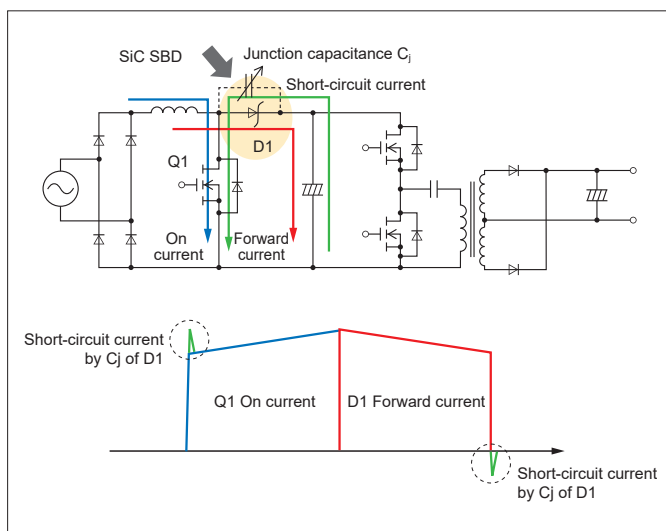 SiC SBD
Junction capacitance Cj
Short-circuit current
D1
Q1
On
current
Forward
current
Short-circuit current
by Cj of D1
Q1 On current
D1 Forward current
Short-circuit current
by Cj of D1